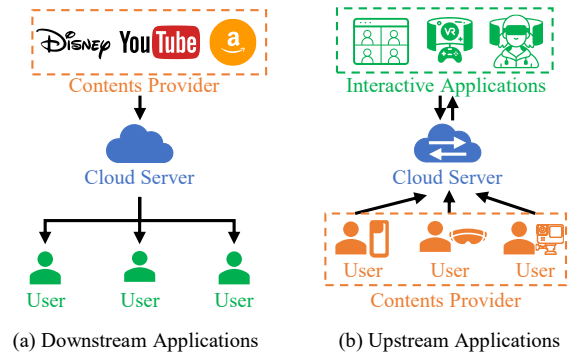 Disney YouTube a
Contents Provider
Cloud Server
User User User
(a) Downstream Applications
VR
Interactive Applications
Cloud Server
User User User
Contents Provider
(b) Upstream Applications